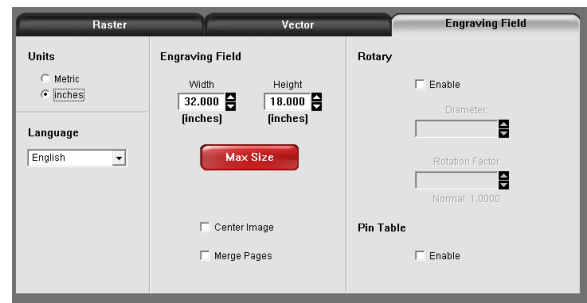 Raster
Vector
Engraving Field
Units
Metric
inches
Language
English
Engraving Field
Width
Height
32.000
18.000
(inches)
(inches)
Max Size
Center Image
Merge Pages
Rotary
Enable
Diameter:
Rotation Factor
Normal: 1.0000
Pin Table
Enable